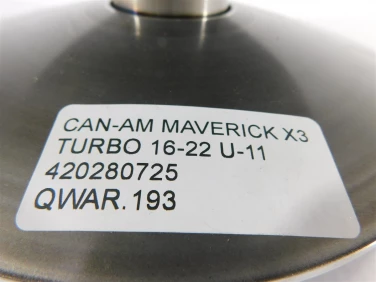 CAN-AM MAVERICK X3
TURBO 16-22 U-11
420280725
QWAR.193